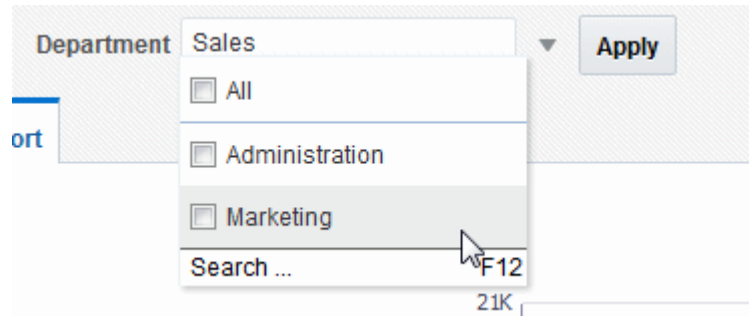 Department Sales Apply
All
ort
Administration
Marketing
Search ... F12
21K